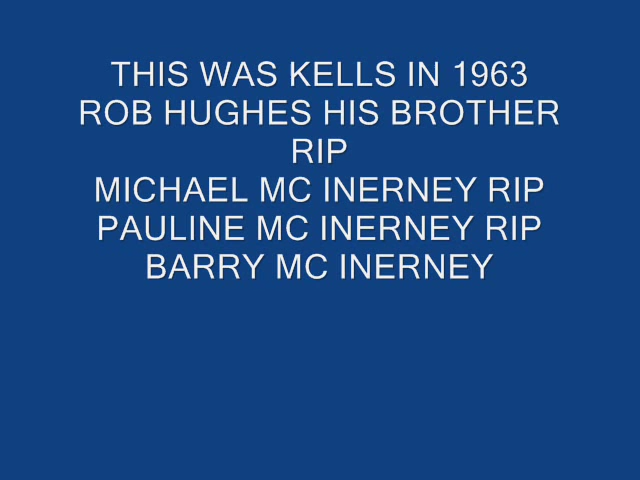 THIS WAS KELLS IN 1963
ROB HUGHES HIS BROTHER
RIP
MICHAEL MC INERNEY RIP
PAULINE MC INERNEY RIP
BARRY MC INERNEY